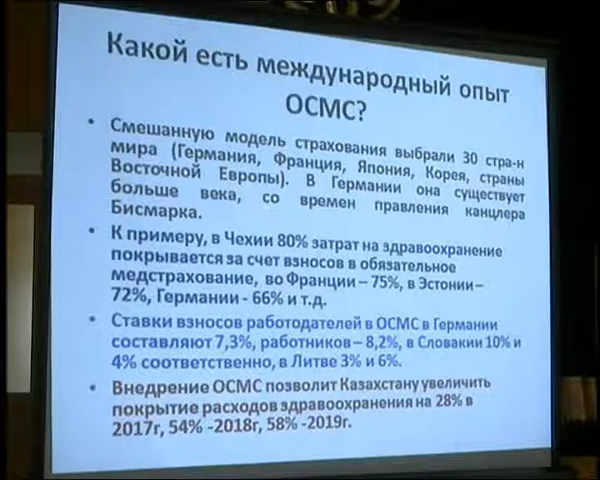 Какой есть международный опыт
ОСМС?
• Смешанную модель страхования выбрали 30 стра-н
мира (Германия, Франция, Япония, Корея, страны
Восточной Европы). В Германии она существует
больше века, со времен правления канцлера
Бисмарка.
• К примеру, в Чехии 80% затрат на здравоохранение
покрывается за счет взносов в обязательное
медстрахование, во Франции – 75%, в Эстонии –
72%, Германии - 66% и т.д.
• Ставки взносов работодателей в ОСМС в Германии
составляют 7,3%, работников – 8,2%, в Словакии 10% и
4% соответственно, в Литве 3% и 6%.
• Внедрение ОСМС позволит Казахстану увеличить
покрытие расходов здравоохранения на 28% в
2017г, 54% -2018г, 58% -2019г.